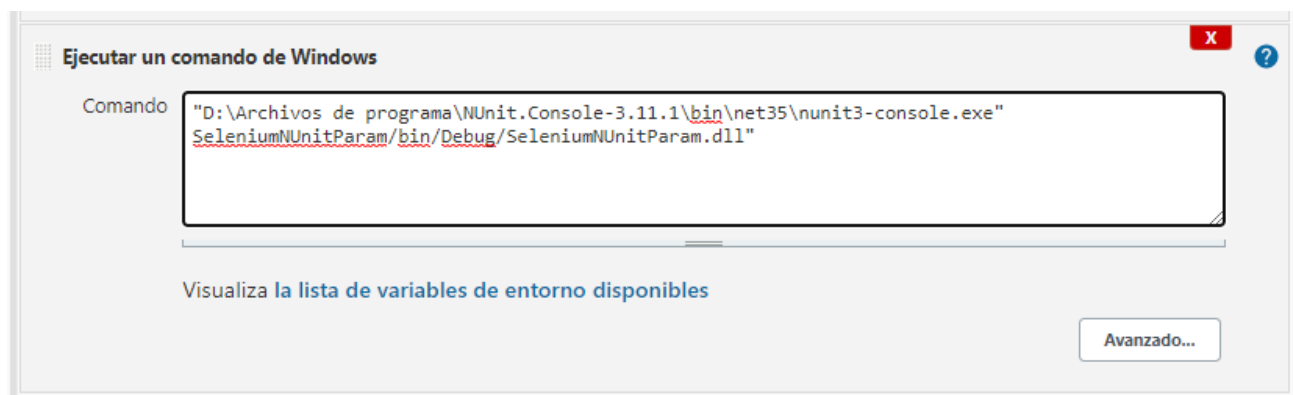 X
Ejecutar un comando de Windows
?
Comando
"D:\Archivos de programa\NUnit.Console-3.11.1\bin\net35\nunit3-console.exe"
SeleniumNUnitParam/bin/Debug/SeleniumNUnitParam.dll"
Visualiza la lista de variables de entorno disponibles
Avanzado...